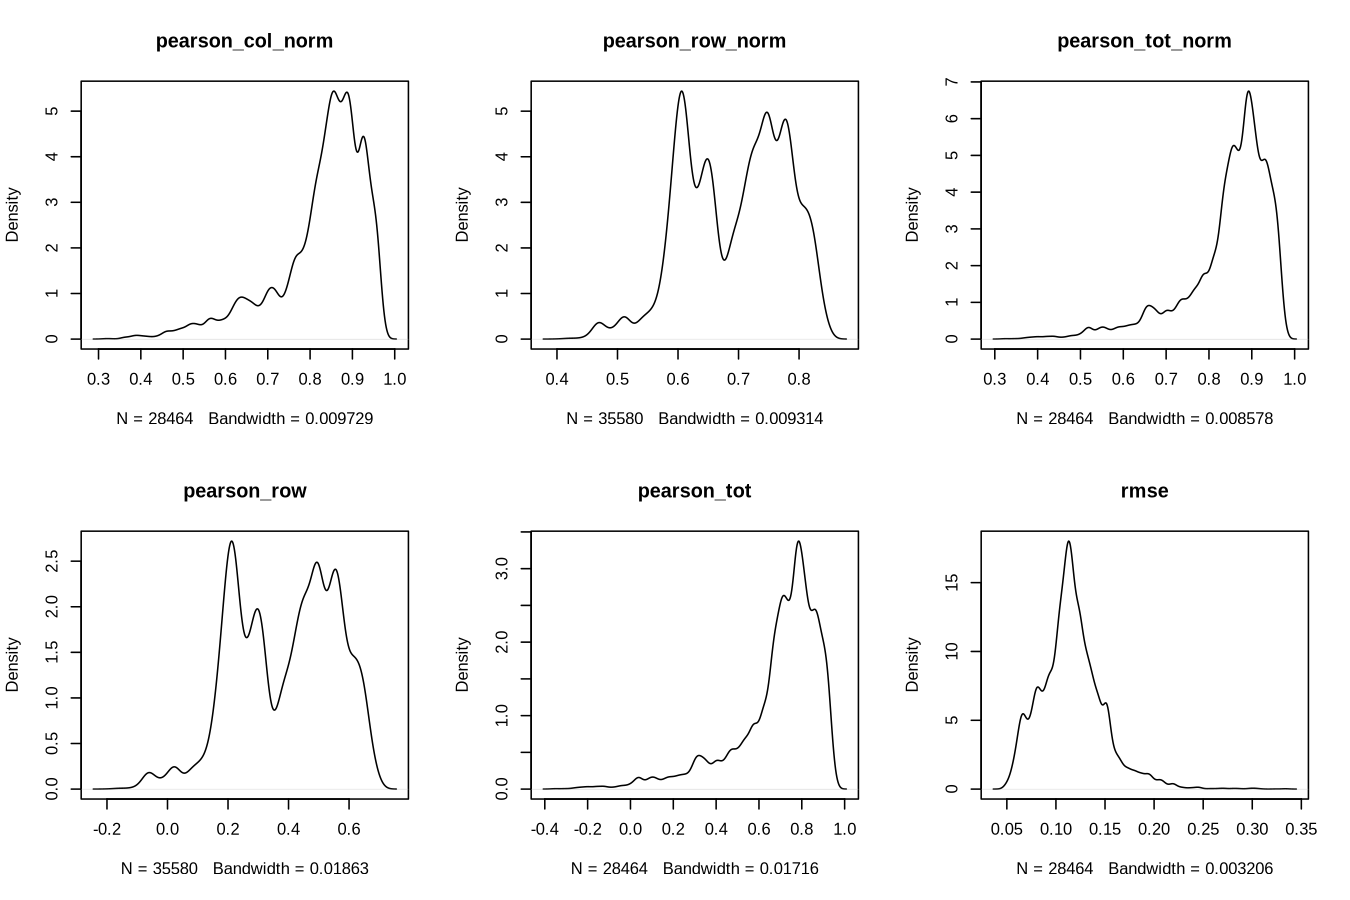 pearson_col_norm
Density
0 1 2 3 4 5
0.3 0.4 0.5 0.6 0.7 0.8 0.9 1.0
N = 28464 Bandwidth = 0.009729
pearson_row_norm
Density
0 1 2 3 4 5
0.4 0.5 0.6 0.7 0.8
N = 35580 Bandwidth = 0.009314
pearson_tot_norm
Density
0 1 2 3 4 5 6 7
0.3 0.4 0.5 0.6 0.7 0.8 0.9 1.0
N = 28464 Bandwidth = 0.008578
pearson_row
Density
0.0 0.5 1.0 1.5 2.0 2.5
-0.2 0.0 0.2 0.4 0.6
N = 35580 Bandwidth = 0.01863
pearson_tot
Density
0.0 1.0 2.0 3.0
-0.4 -0.2 0.0 0.2 0.4 0.6 0.8 1.0
N = 28464 Bandwidth = 0.01716
rmse
Density
0 5 10 15
0.05 0.10 0.15 0.20 0.25 0.30 0.35
N = 28464 Bandwidth = 0.003206